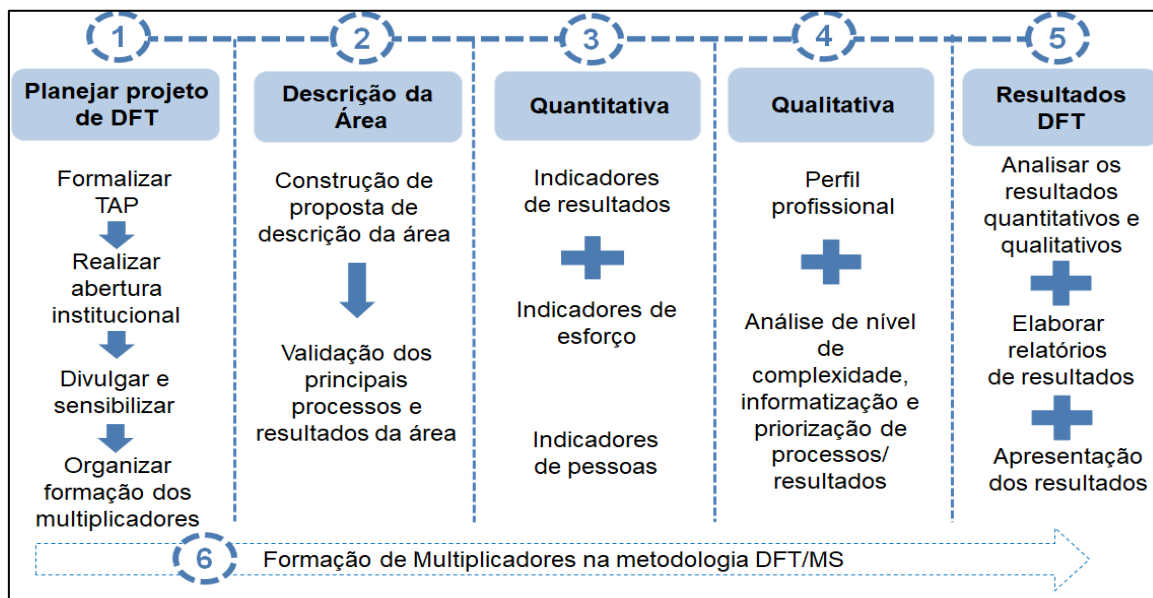 1
2
3
4
5
Planejar projeto
de DFT
Descrição da
Área
Quantitativa
Qualitativa
Resultados
DFT
Formalizar
TAP
Realizar
abertura
institucional
Divulgar e
sensibilizar
Organizar
formação dos
multiplicadores
Construção de
proposta de
descrição da área
Validação dos
principais
processos e
resultados da área
Indicadores
de resultados
Indicadores de
esforço
Indicadores
de pessoas
Perfil
profissional
Análise de nível
de
complexidade,
informatização e
priorização de
processos/
resultados
Analisar os
resultados
quantitativos e
qualitativos
Elaborar
relatórios
de resultados
Apresentação
dos resultados
6
Formação de Multiplicadores na metodologia DFT/MS